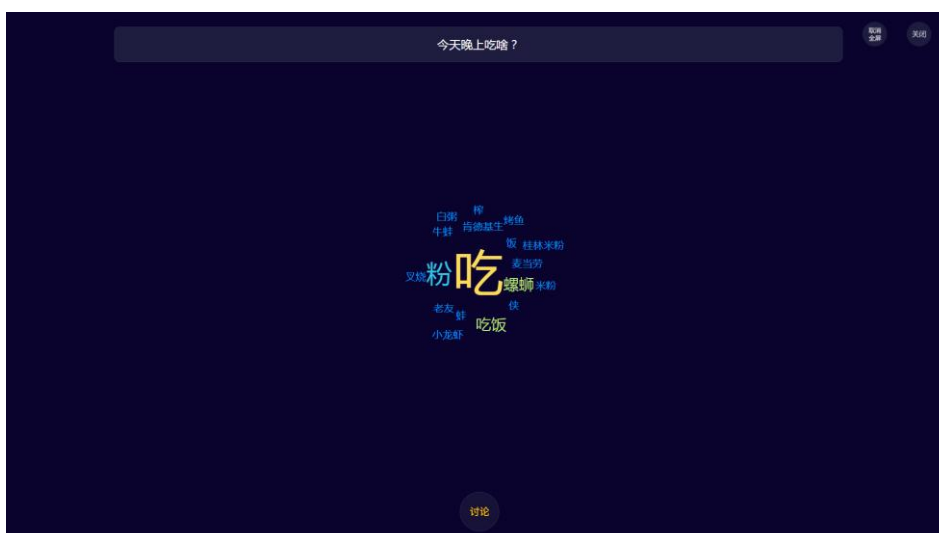 今天晚上吃啥？
取消
全屏
关闭
榨
白粥
烤鱼
肯德基生
牛蚌
饭
桂林米粉
麦当劳
叉烧
粉
吃
螺蛳
米粉
侠
老友
蚌
吃饭
小龙虾
讨论